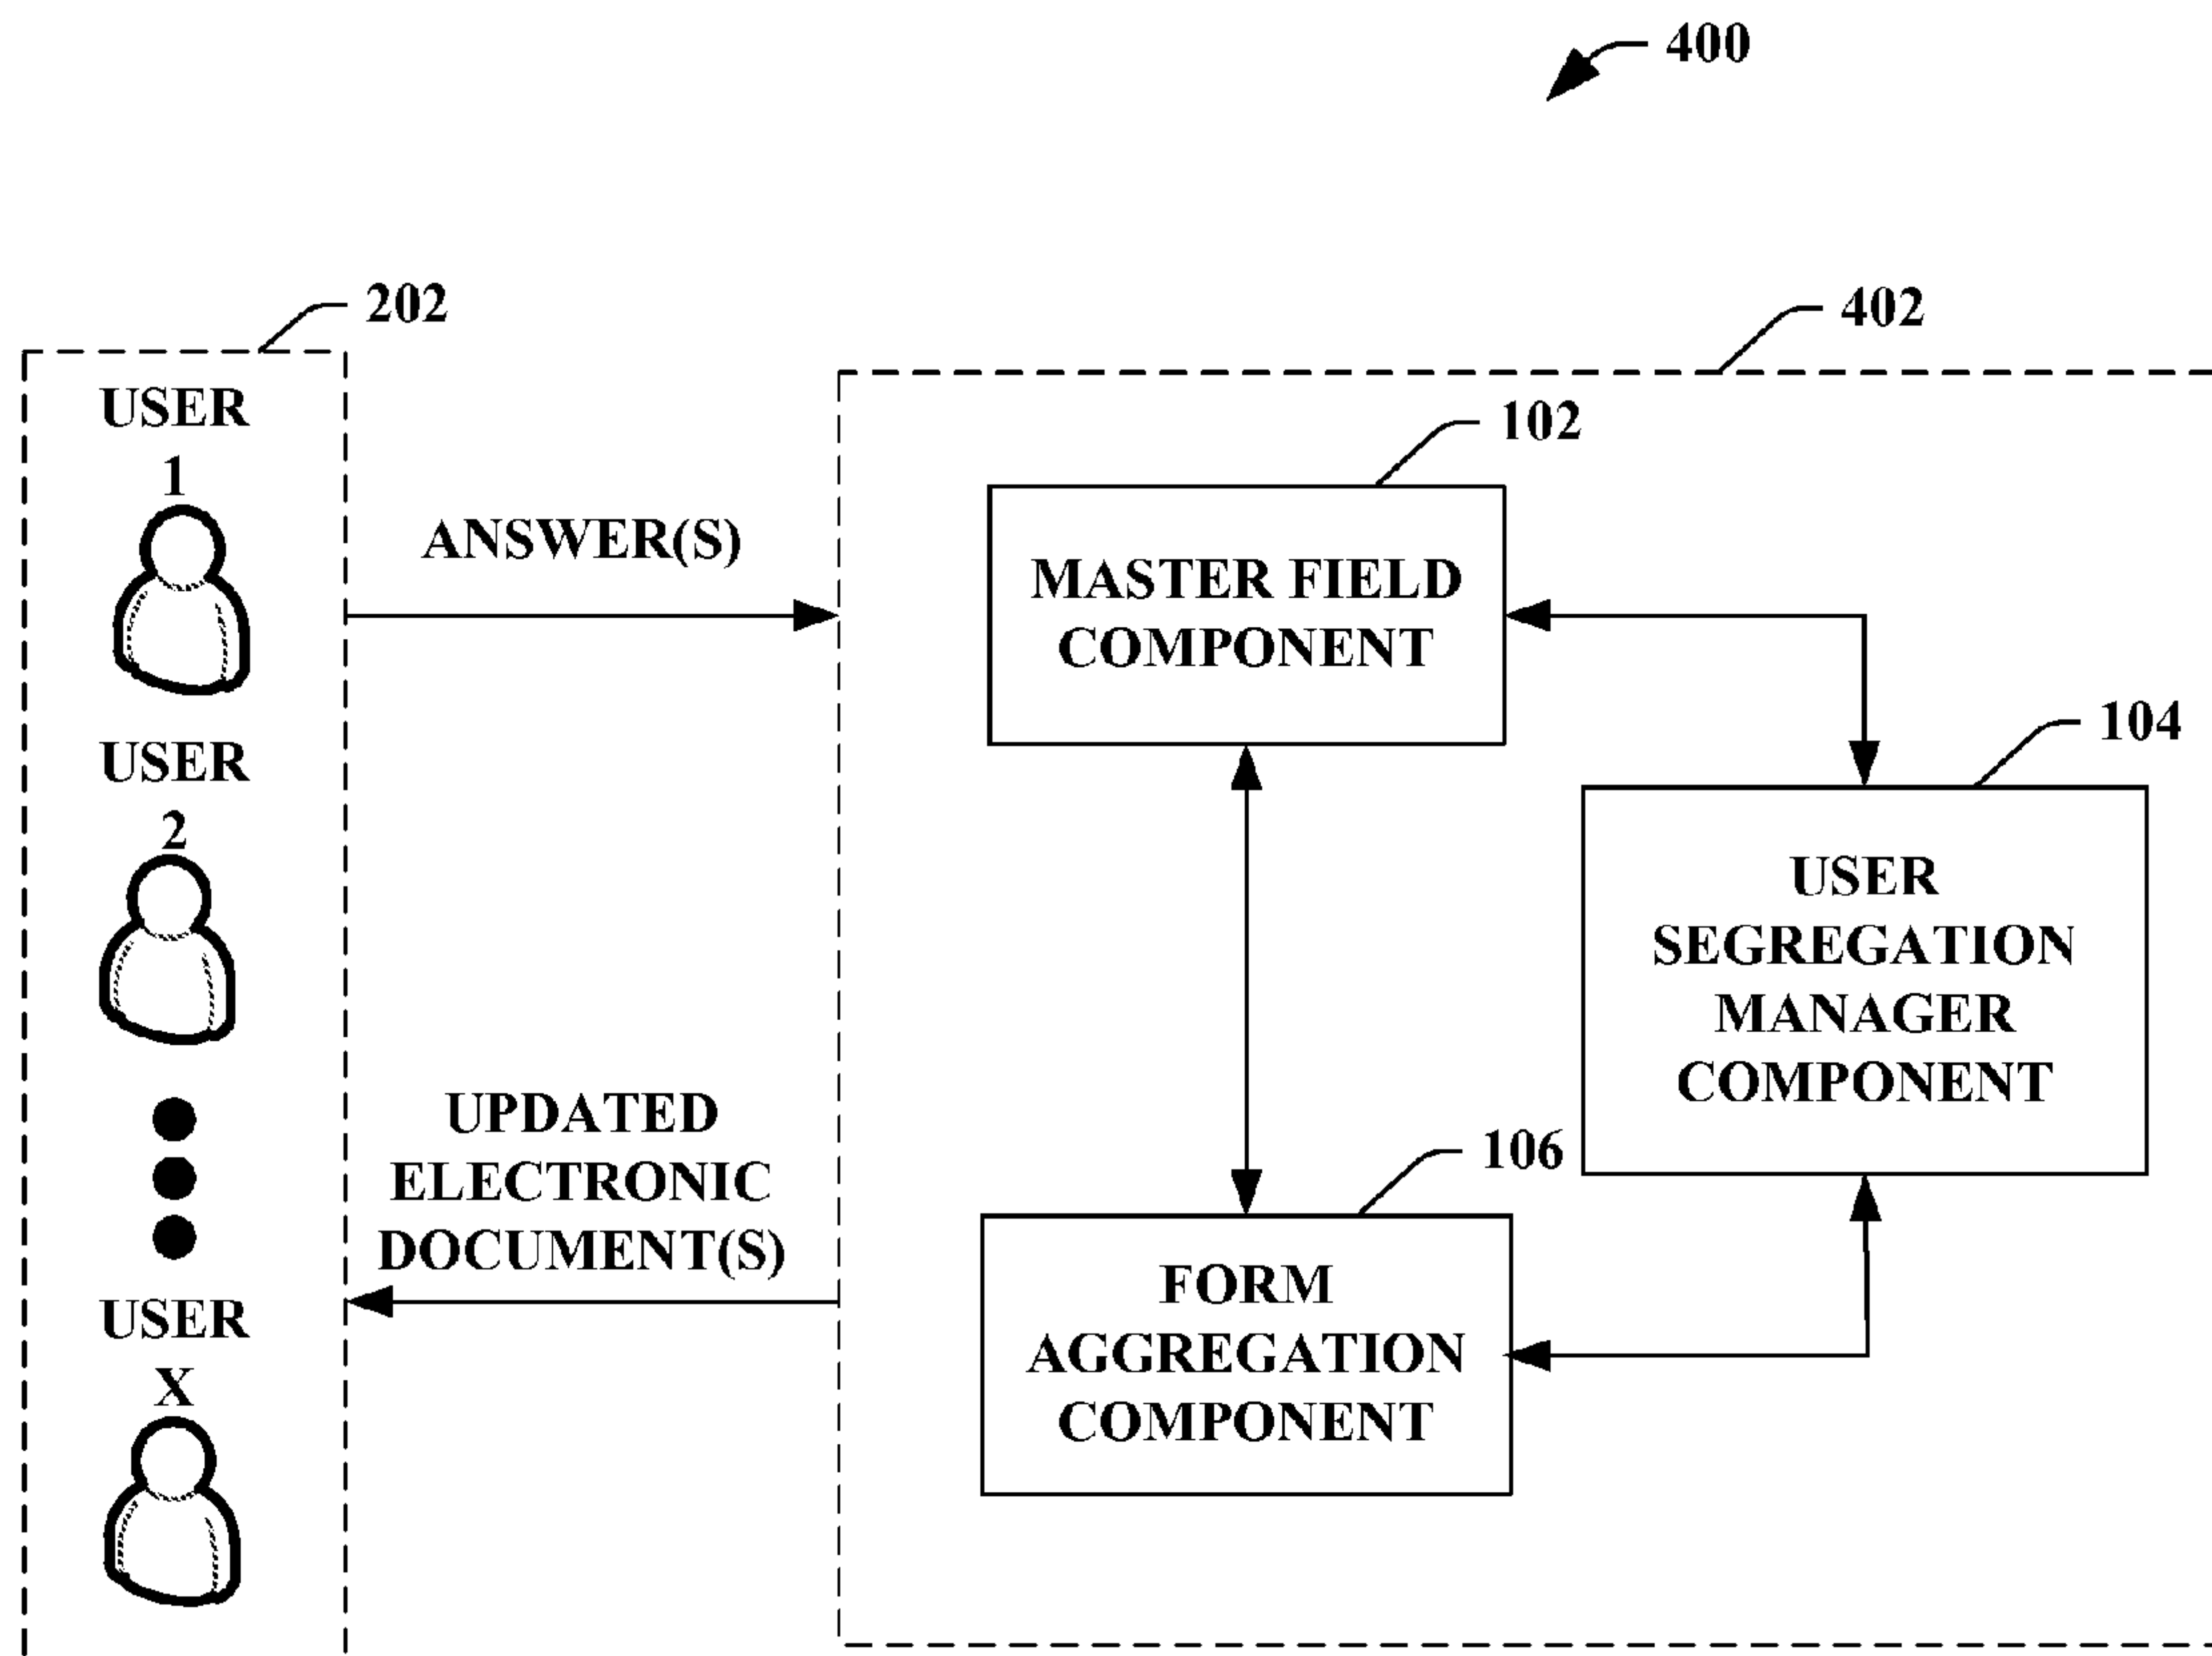 400
202
402
USER
1
USER
2
USER
X
ANSWER(S)
UPDATED
ELECTRONIC
DOCUMENT(S)
102
MASTER FIELD
COMPONENT
104
USER
SEGREGATION
MANAGER
COMPONENT
106
FORM
AGGREGATION
COMPONENT